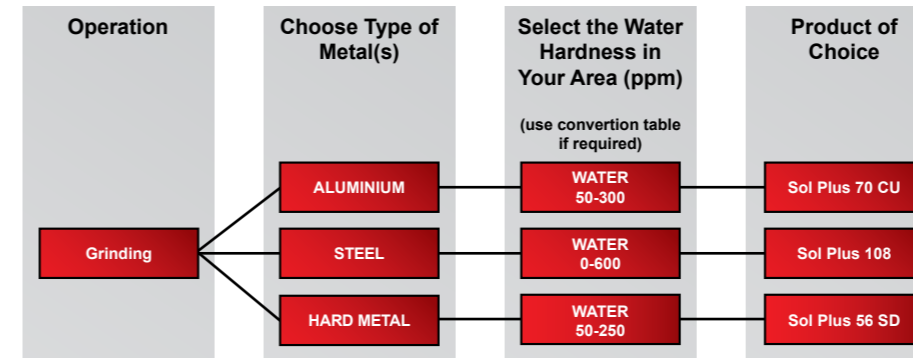 Operation
Choose Type of
Metal(s)
Select the Water
Hardness in
Your Area (ppm)
(use convertion table
if required)
Product of
Choice
ALUMINIUM
WATER
50-300
Sol Plus 70 CU
Grinding
STEEL
WATER
0-600
Sol Plus 108
HARD METAL
WATER
50-250
Sol Plus 56 SD